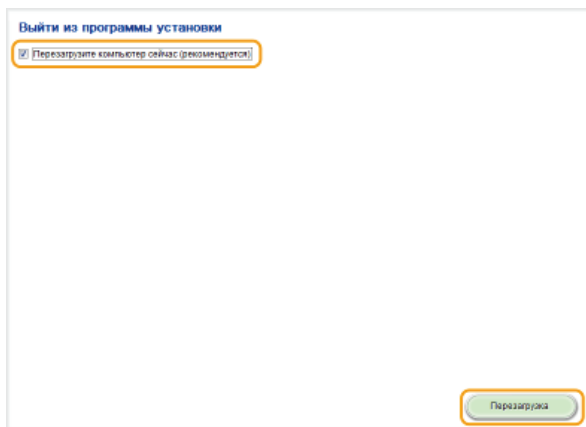 Выйти из программы установки
Перезагрузите компьютер сейчас (рекомендуется)
Перезагрузка